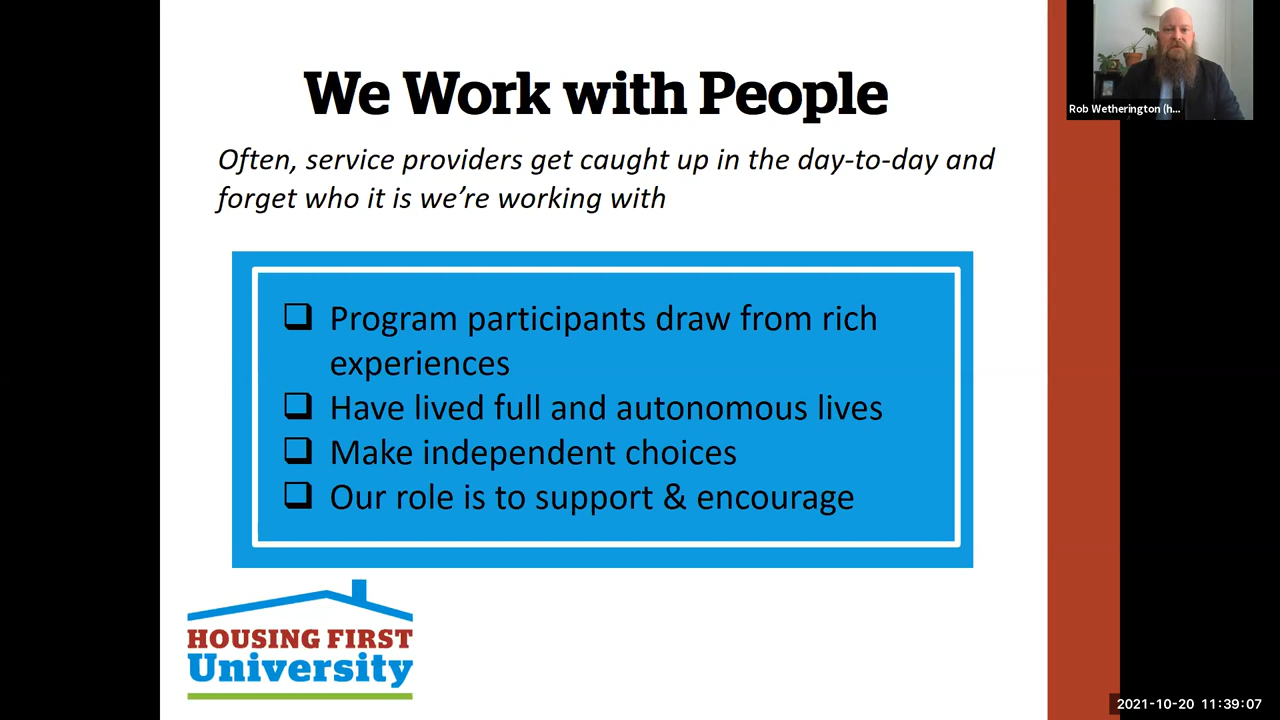 We Work with People
Often, service providers get caught up in the day-to-day and
forget who it is we're working with
❑ Program participants draw from rich
experiences
❑ Have lived full and autonomous lives
❑ Make independent choices
❑ Our role is to support & encourage
HOUSING FIRST
University
Rob Wetherington (h...
2021-10-20 11:39:07